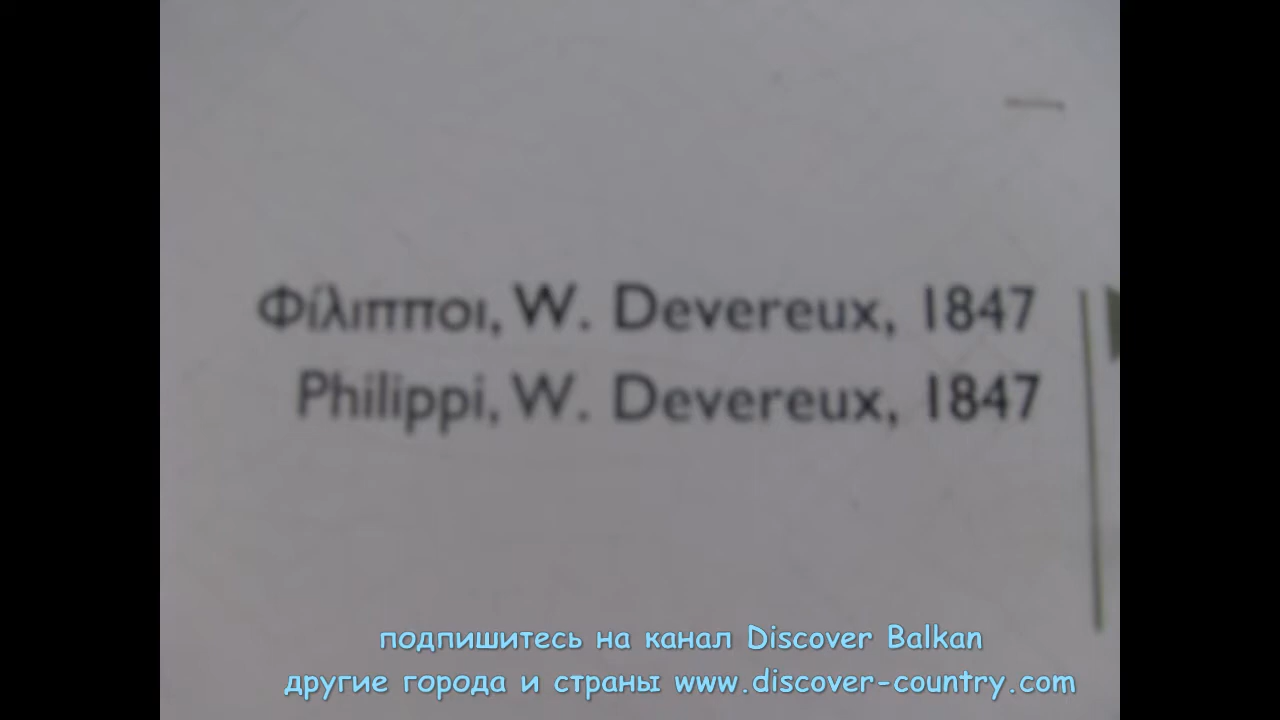 Φίλιπποι, W. Devereux, 1847
Philippi, W. Devereux, 1847
подпишитесь на канал Discover Balkan
другие города и страны www.discover-country.com